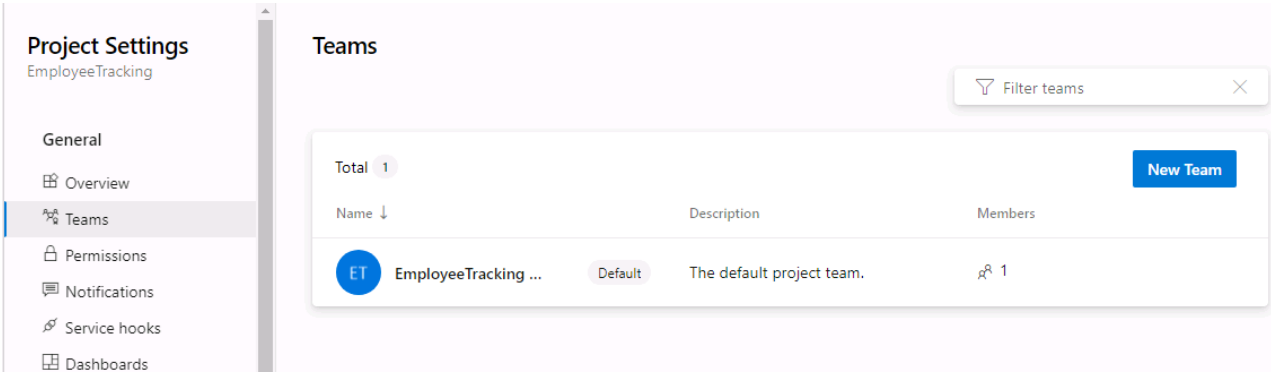 Project Settings
EmployeeTracking
General
Overview
Teams
Permissions
Notifications
Service hooks
Dashboards
Teams
Filter teams
Total 1
New Team
Name ↓ Description Members
ET EmployeeTracking ... Default The default project team. 1